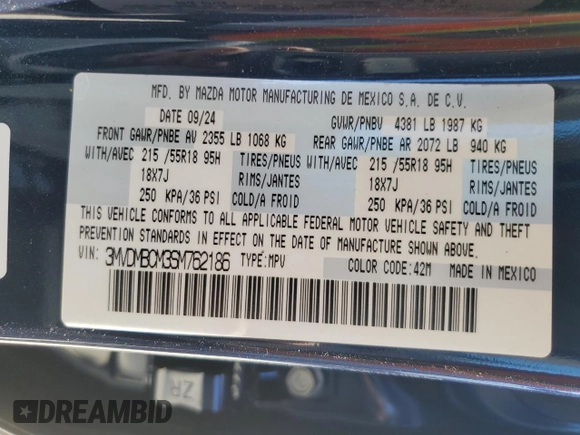 MFD. BY MAZDA MOTOR MANUFACTURING DE MEXICO S.A. DE C.V.
DATE 09/24 GVWR/PNBV 4381 LB 1987 KG
FRONT GAWR/PNBE AV 2355 LB 1068 KG REAR GAWR/PNBE AR 2072 LB 940 KG
WITH/AVEC 215 /55R18 95H TIRES/PNEUS WITH/AVEC 215 /55R18 95H TIRES/PNEUS
18X7J RIMS/JANTES 18X7J RIMS/JANTES
250 KPA/36 PSI COLD/A FROID 250 KPA/36 PSI COLD/A FROID
THIS VEHICLE CONFORMS TO ALL APPLICABLE FEDERAL MOTOR VEHICLE SAFETY AND
THEFT PREVENTION STANDARDS IN EFFECT ON THE DATE OF MANUFACTURE SHOWN ABOVE.
VIN: 3MVDMBCM3SM762186 TYPE:MPV COLOR CODE:42M MADE IN MEXICO
ZR
DREAMBID